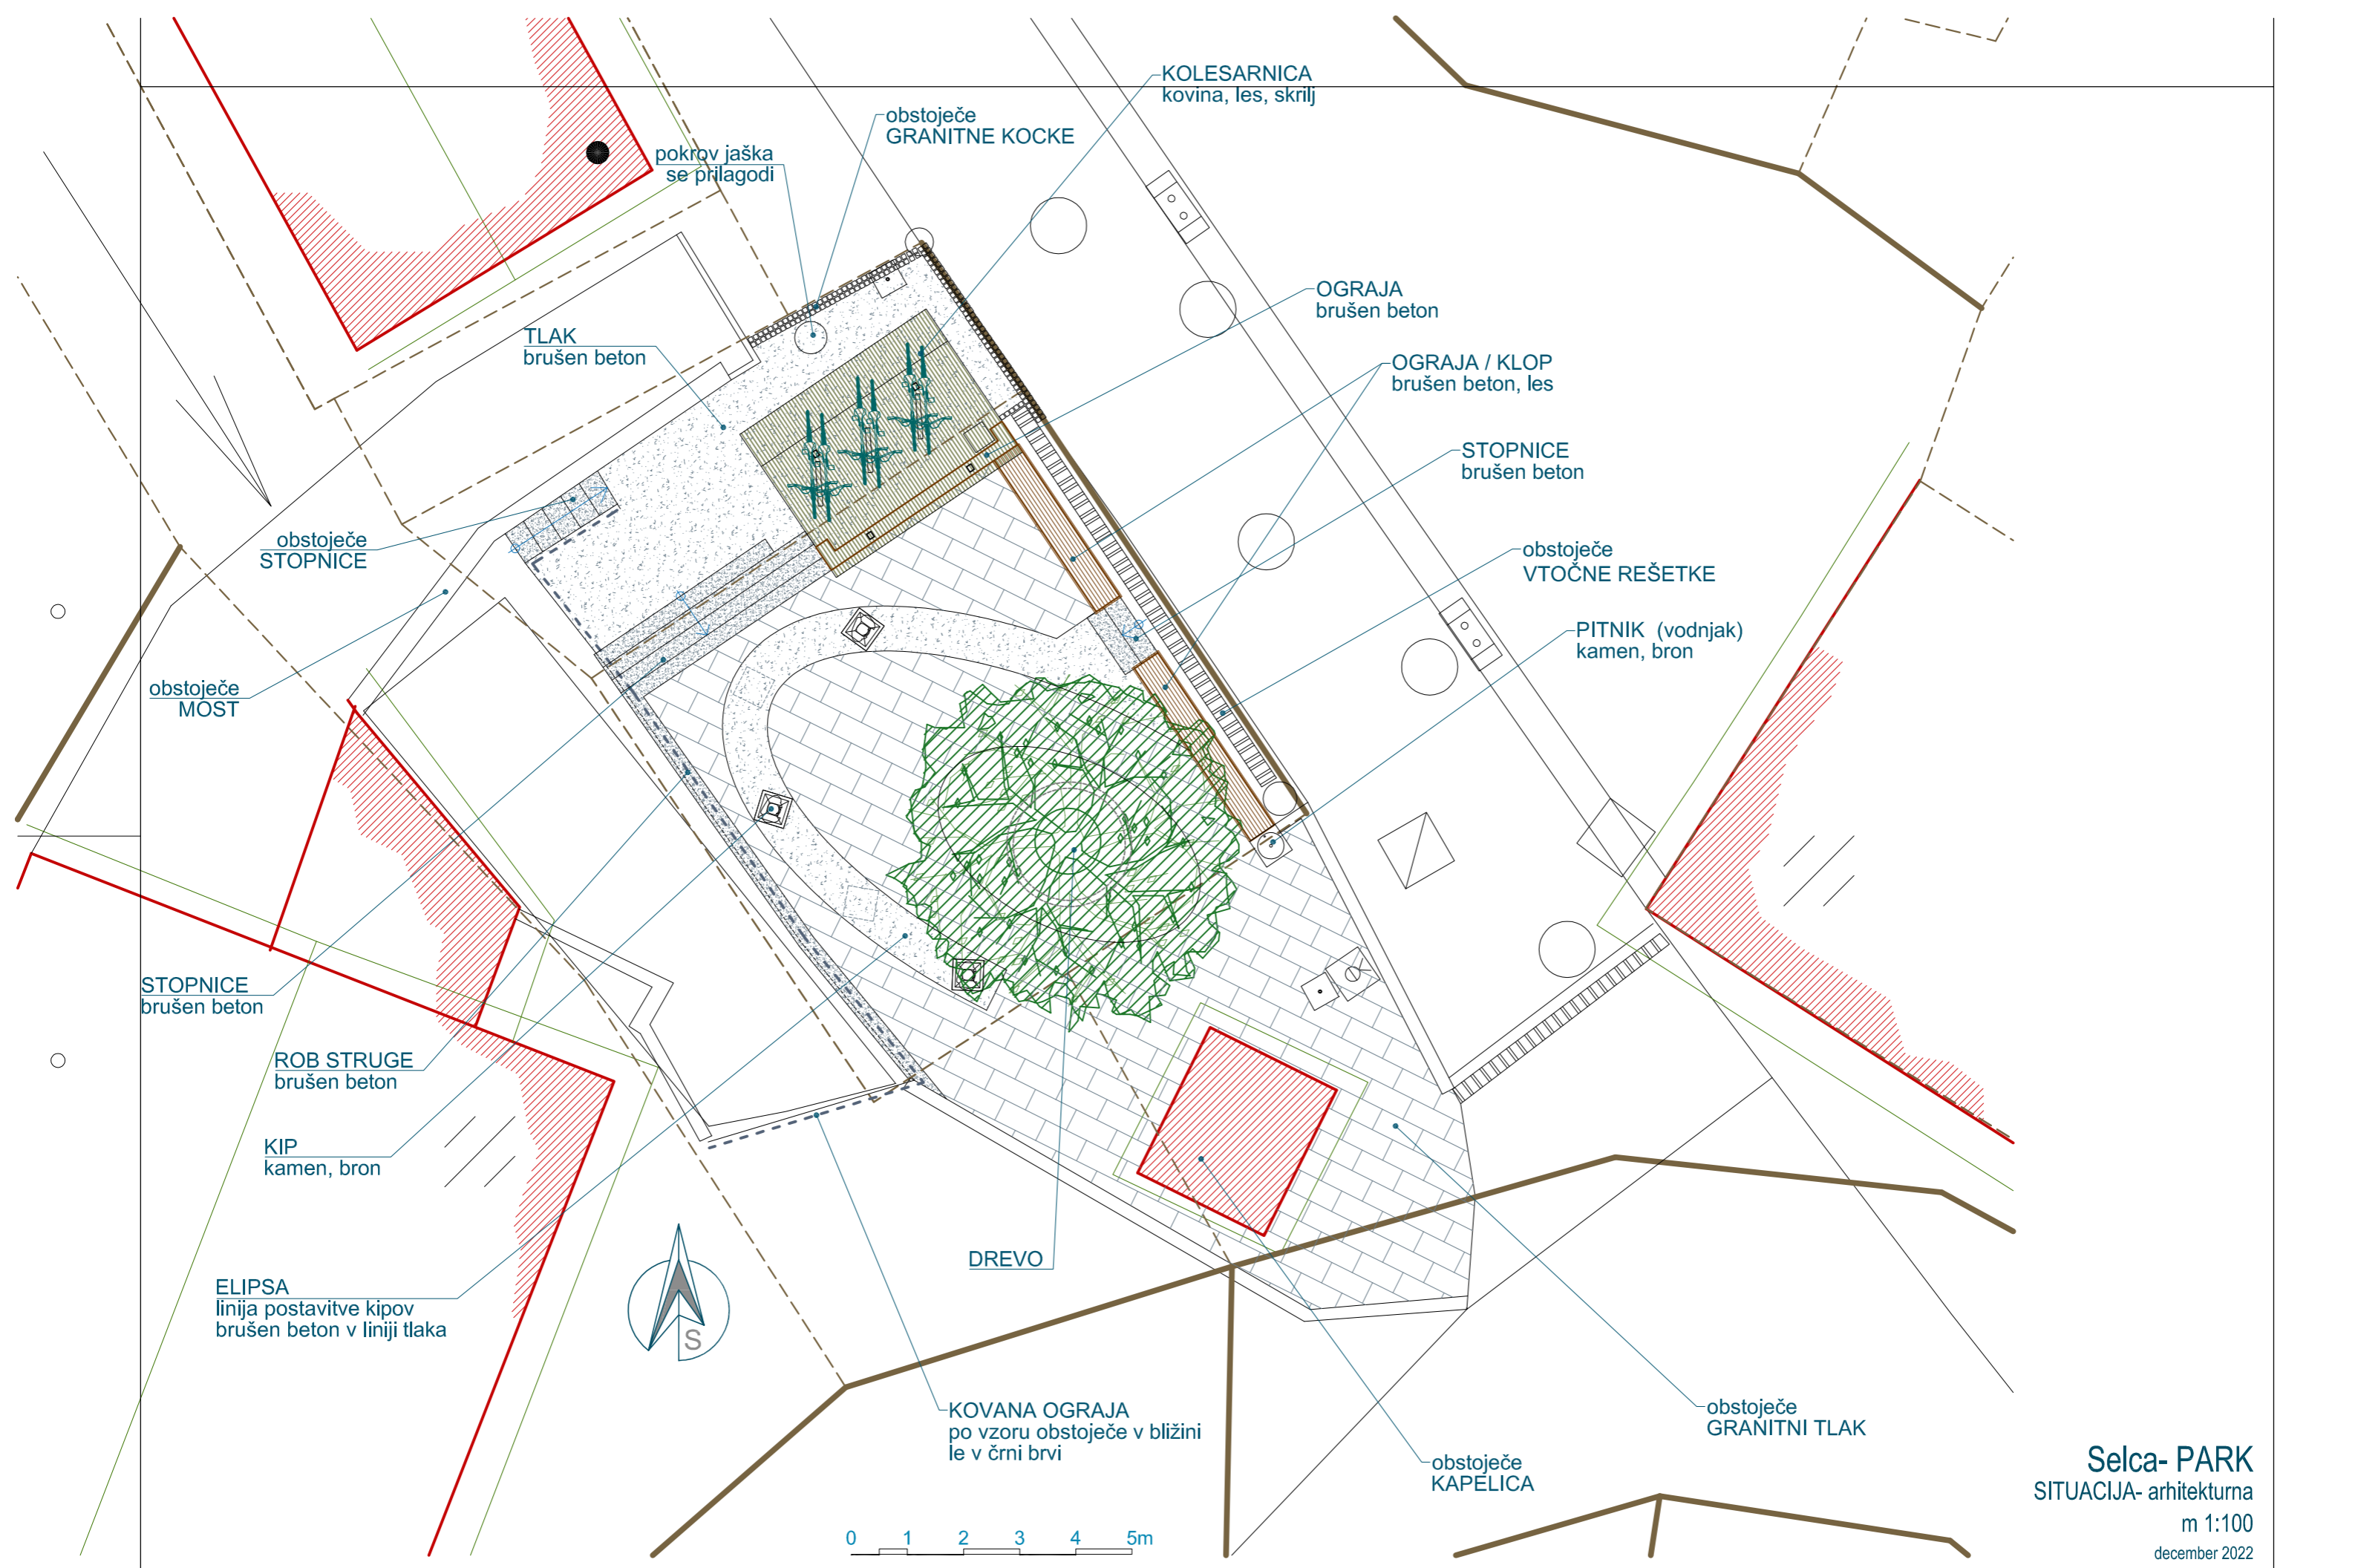 KOLESARNICA
kovina, les, skrilj
obstoječe
GRANITNE KOCKE
pokrov jaška
se prilagodi
OGRAJA
brušen beton
TLAK
brušen beton
OGRAJA / KLOP
brušen beton, les
STOPNICE
brušen beton
obstoječe
STOPNICE
obstoječe
VTOČNE REŠETKE
PITNIK (vodnjak)
kamen, bron
obstoječe
MOST
STOPNICE
brušen beton
ROB STRUGE
brušen beton
KIP
kamen, bron
DREVO
ELIPSA
linija postavitve kipov
brušen beton v liniji tlaka
S
KOVANA OGRAJA
po vzoru obstoječe v bližini
le v črni brvi
obstoječe
GRANITNI TLAK
obstoječe
KAPELICA
Selca- PARK
SITUACIJA- arhitekturna
m 1:100
december 2022
0 1 2 3 4 5m